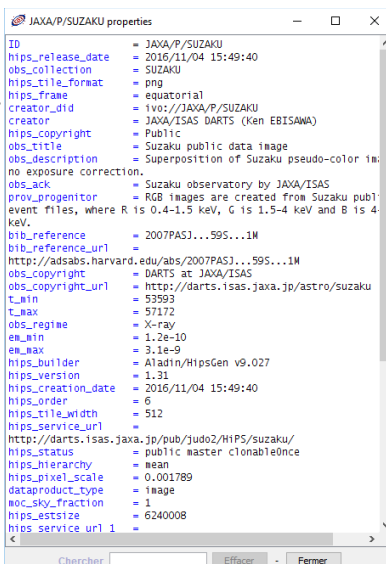 JAXA/P/SUZAKU properties
ID = JAXA/P/SUZAKU
hips_release_date = 2016/11/04 15:49:40
obs_collection = SUZAKU
hips_tile_format = png
hips_frame = equatorial
creator_did = ivo://JAXA/P/SUZAKU
creator = JAXA/ISAS DARTS (Ken EBISAWA)
hips_copyright = Public
obs_title = Suzaku public data image
obs_description = Superposition of Suzaku pseudo-color im
no exposure correction.
obs_ack = Suzaku observatory by JAXA/ISAS
prov_progenitor = RGB images are created from Suzaku publ
event files, where R is 0.4-1.5 keV, G is 1.5-4 keV and B is 4-
keV.
bib_reference = 2007PASJ...59S...1M
bib_reference_url =
http://adsabs.harvard.edu/abs/2007PASJ...59S...1M
obs_copyright = DARTS at JAXA/ISAS
obs_copyright_url = http://darts.isas.jaxa.jp/astro/suzaku
t_min = 53593
t_max = 57172
obs_regime = X-ray
em_min = 1.2e-10
em_max = 3.1e-9
hips_builder = Aladin/HipsGen v9.027
hips_version = 1.31
hips_creation_date = 2016/11/04 15:49:40
hips_order = 6
hips_tile_width = 512
hips_service_url =
http://darts.isas.jaxa.jp/pub/judo2/HiPS/suzaku/
hips_status = public master clonableOnce
hips_hierarchy = mean
hips_pixel_scale = 0.001789
dataproduct_type = image
moc_sky_fraction = 1
hips_estsize = 6240008
hips_service_url_1 =
Chercher Effacer - Fermer